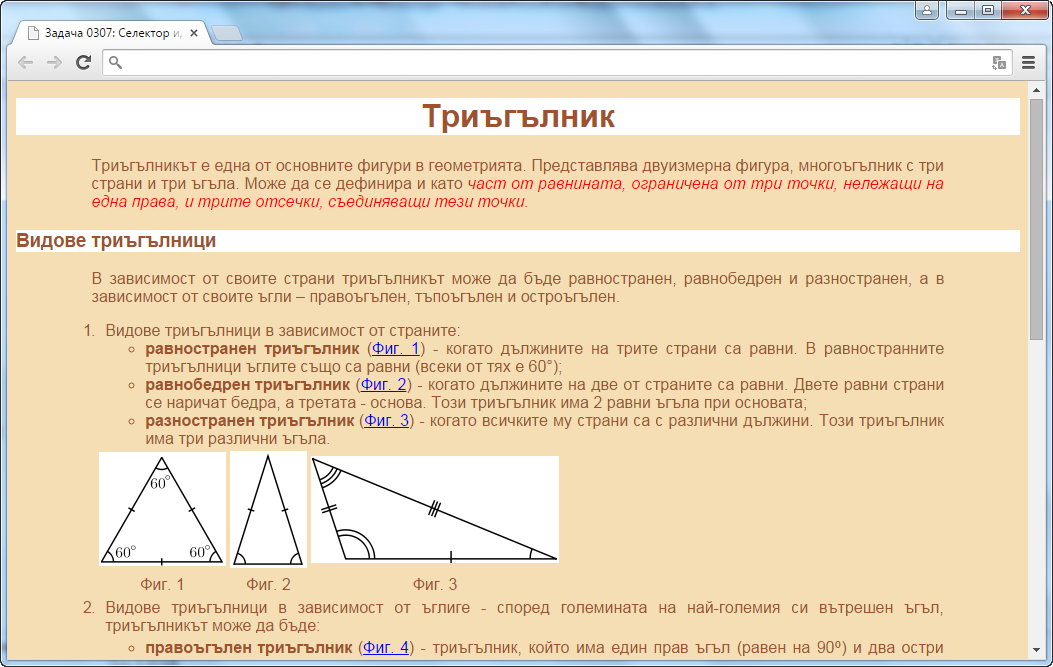 Задача 0307: Селектор ид
Триъгълник
Триъгълникът е една от основните фигури в геометрията. Представлява двуизмерна фигура, многоъгълник с три
страни и три ъгъла. Може да се дефинира и като част от равнината, ограничена от три точки, нележащи на
една права, и трите отсечки, съединяващи тези точки.
Видове триъгълници
В зависимост от своите страни триъгълникът може да бъде равностранен, равнобедрен и разностранен, а в
зависимост от своите ъгли – правоъгълен, тъпоъгълен и остроъгълен.
1. Видове триъгълници в зависимост от страните:
◦ равностранен триъгълник (Фиг. 1) - когато дължините на трите страни са равни. В равностранните
триъгълници ъглите също са равни (всеки от тях е 60°);
◦ равнобедрен триъгълник (Фиг. 2) - когато дължините на две от страните са равни. Двете равни страни
се наричат бедра, а третата - основа. Този триъгълник има 2 равни ъгъла при основата;
◦ разностранен триъгълник (Фиг. 3) - когато всичките му страни са с различни дължини. Този триъгълник
има три различни ъгъла.
60°
60° 60°
Фиг. 1 Фиг. 2 Фиг. 3
2. Видове триъгълници в зависимост от ъглиге - според големината на най-големия си вътрешен ъгъл,
триъгълникът може да бъде:
◦ правоъгълен триъгълник (Фиг. 4) - триъгълник, който има един прав ъгъл (равен на 90º) и два остри